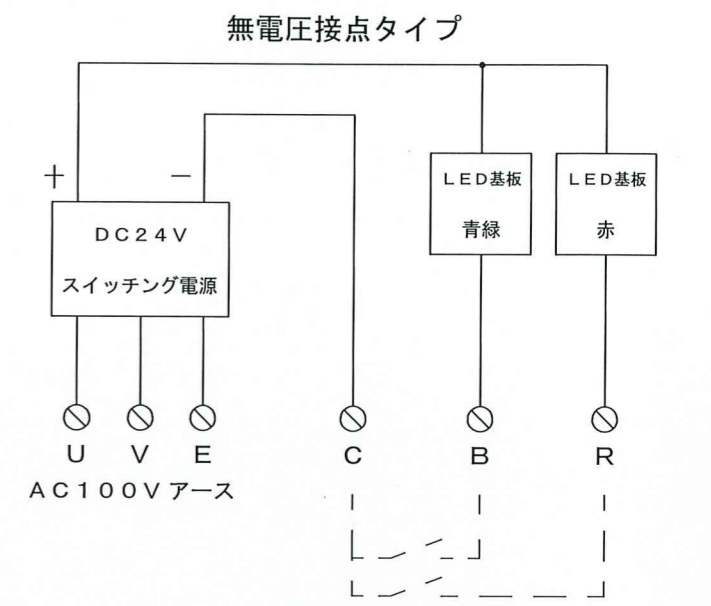 無電圧接点タイプ
+ −
DC24V
スイッチング電源
LED基板
青緑
LED基板
赤
U V E C B R
AC100V アース